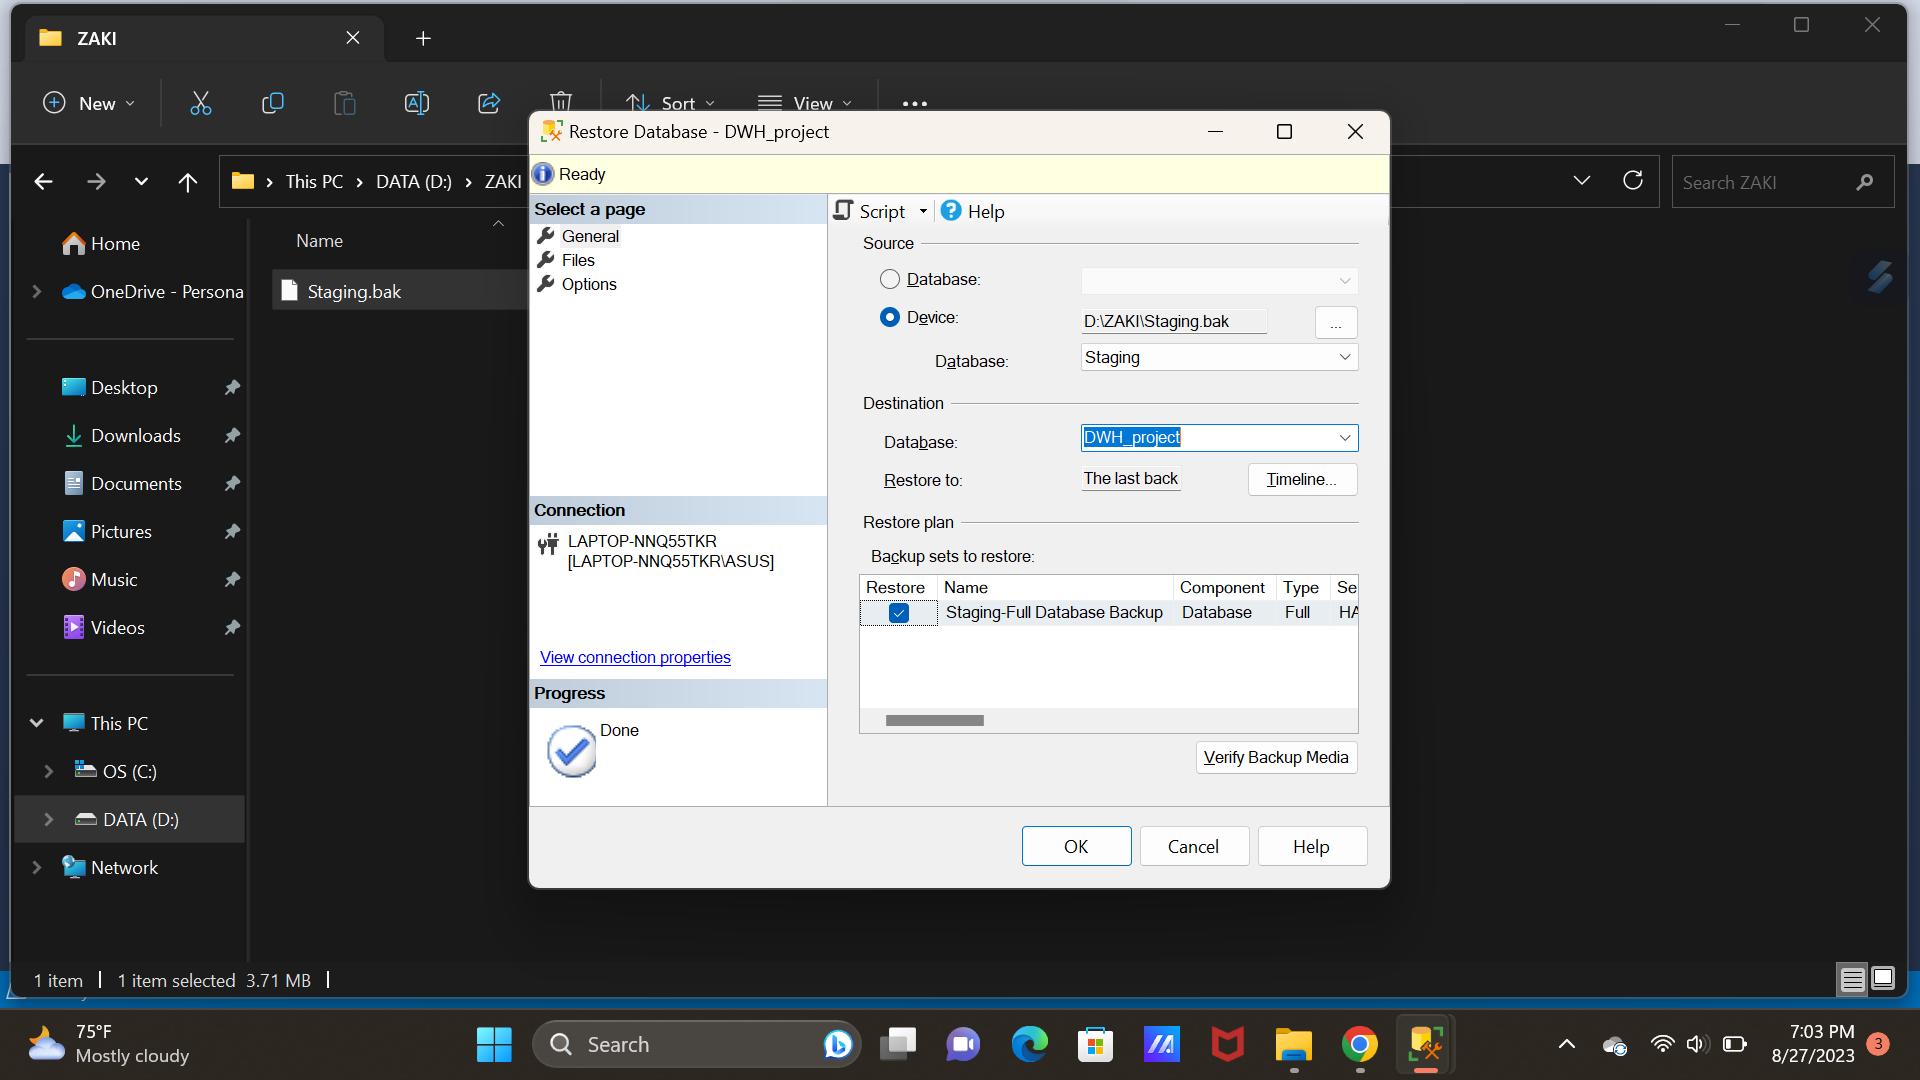 ZAKI
New
Sort
View
This PC > DATA (D:) > ZAKI
Search ZAKI
Home
OneDrive - Persona
Desktop
Downloads
Documents
Pictures
Music
Videos
This PC
OS (C:)
DATA (D:)
Network
Name
Staging.bak
Restore Database - DWH_project
Ready
Select a page
General
Files
Options
Connection
LAPTOP-NNQ55TKR
[LAPTOP-NNQ55TKR\ASUS]
View connection properties
Progress
Done
Script
Help
Source
Database:
Device:
D:\ZAKI\Staging.bak
...
Database:
Staging
Destination
Database:
DWH_project
Restore to:
The last back
Timeline...
Restore plan
Backup sets to restore:
Restore Name Component Type Se
Staging-Full Database Backup Database Full HA
Verify Backup Media
OK
Cancel
Help
1 item
1 item selected 3.71 MB
75°F
Mostly cloudy
Search
7:03 PM
8/27/2023
3